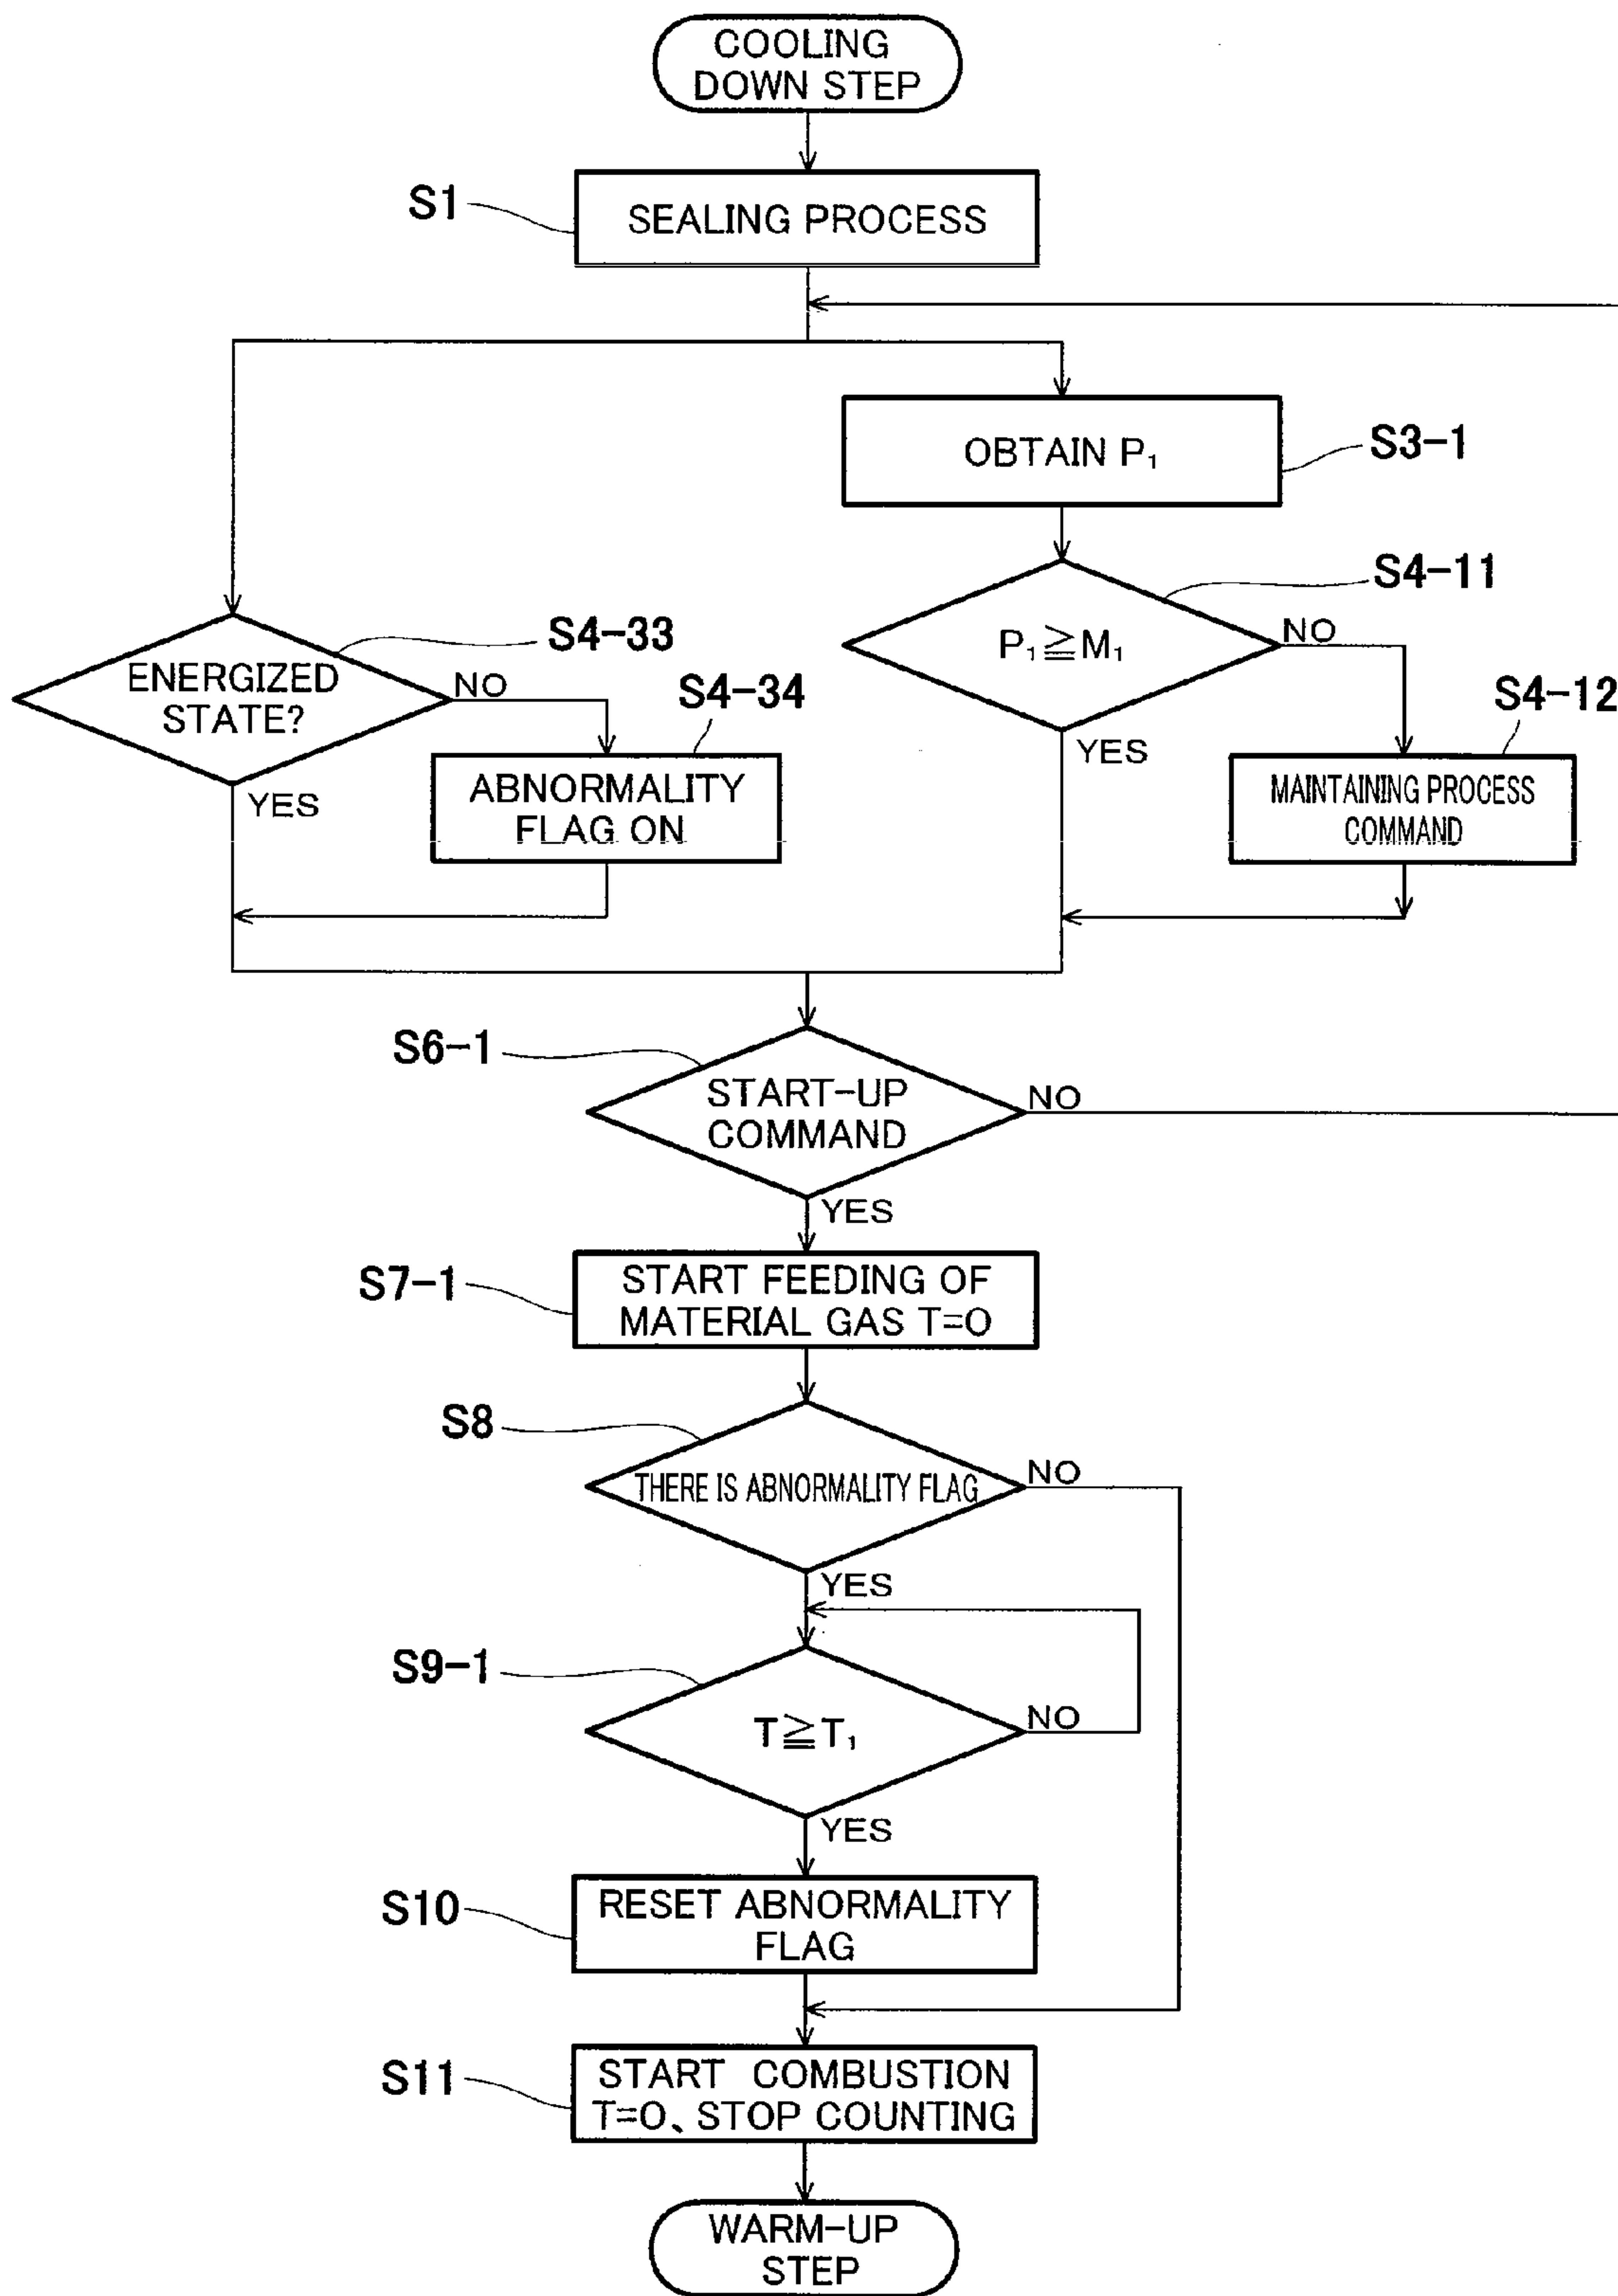 COOLING
DOWN STEP
S1
SEALING PROCESS
OBTAIN P₁
S3-1
S4-11
P₁≧M₁
NO
YES
S4-12
MAINTAINING PROCESS
COMMAND
S4-33
ENERGIZED
STATE?
NO
YES
S4-34
ABNORMALITY
FLAG ON
S6-1
START-UP
COMMAND
NO
YES
S7-1
START FEEDING OF
MATERIAL GAS T=0
S8
THERE IS ABNORMALITY FLAG
NO
YES
S9-1
T≧T₁
NO
YES
S10
RESET ABNORMALITY
FLAG
S11
START COMBUSTION
T=0、STOP COUNTING
WARM-UP
STEP